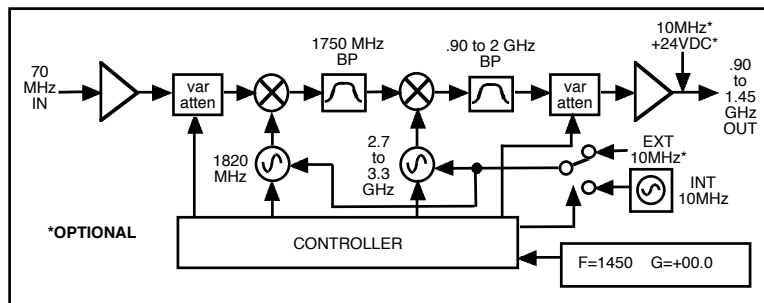 10MHz*
+24VDC*
1750 MHz
BP
.90 to 2 GHz
BP
70
MHz
IN
var
atten
var
atten
.90
to
1.45
GHz
OUT
1820
MHz
2.7
to
3.3
GHz
EXT
10MHz*
INT
10MHz
*OPTIONAL
CONTROLLER
F=1450 G=+00.0